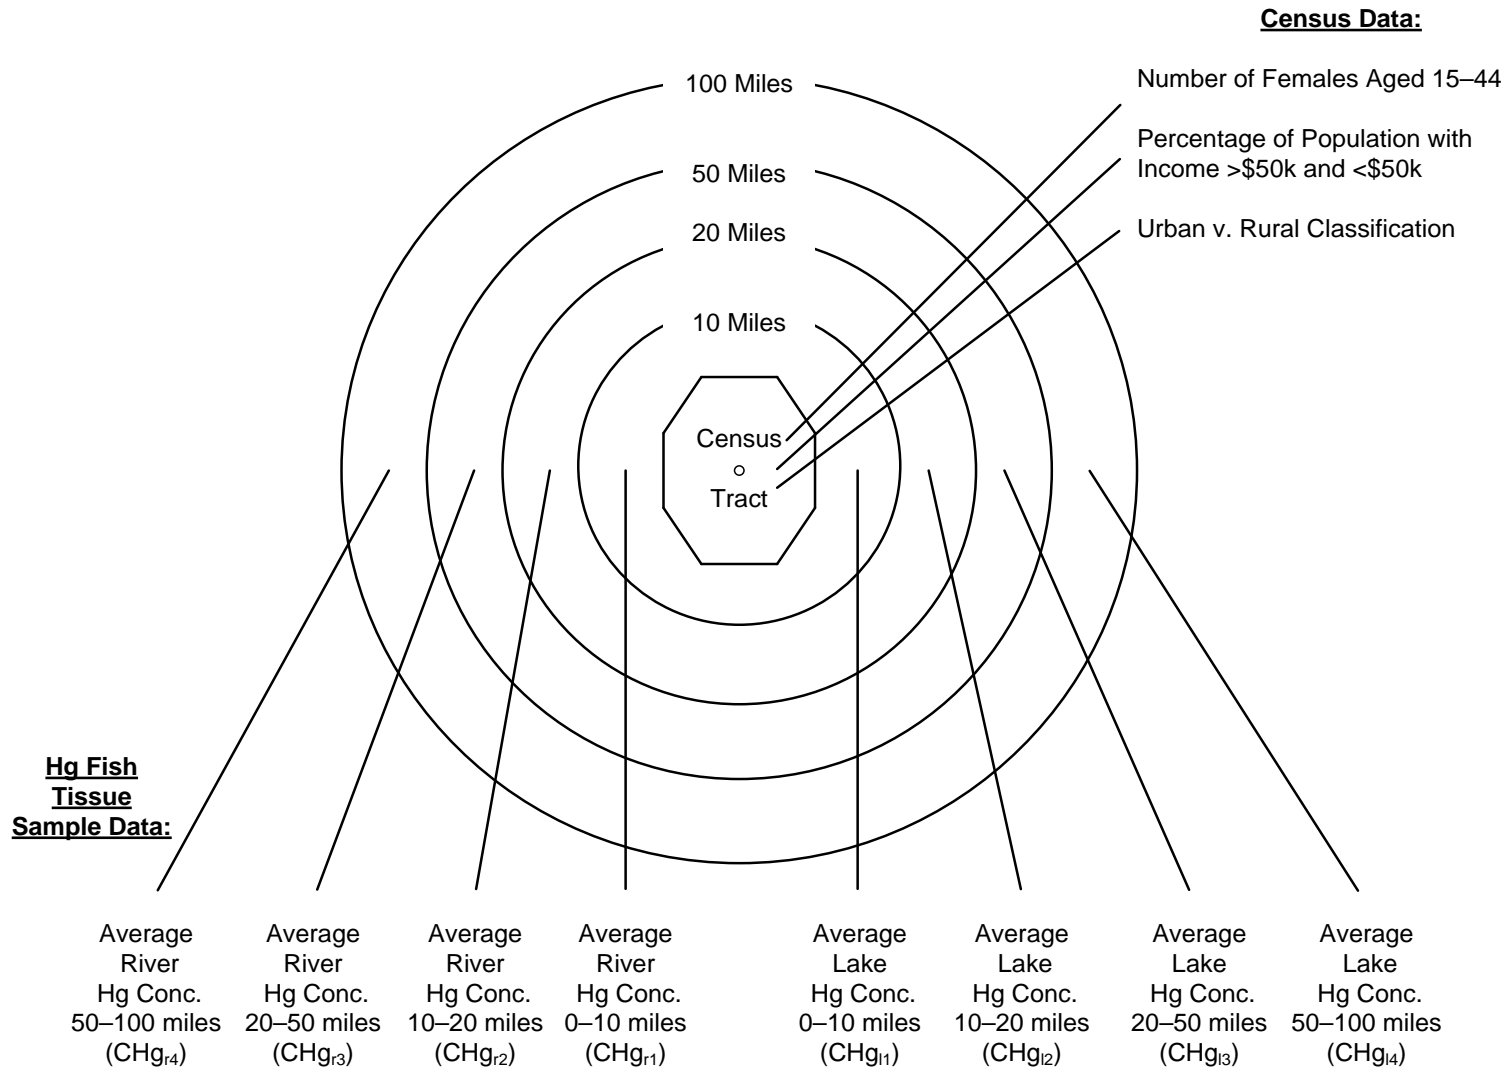 Census Data:
Number of Females Aged 15–44
Percentage of Population with
Income >$50k and <$50k
Urban v. Rural Classification
100 Miles
50 Miles
20 Miles
10 Miles
Census
Tract
Hg Fish
Tissue
Sample Data:
Average
River
Hg Conc.
50–100 miles
(CHgr4)
Average
River
Hg Conc.
20–50 miles
(CHgr3)
Average
River
Hg Conc.
10–20 miles
(CHgr2)
Average
River
Hg Conc.
0–10 miles
(CHgr1)
Average
Lake
Hg Conc.
0–10 miles
(CHgl1)
Average
Lake
Hg Conc.
10–20 miles
(CHgl2)
Average
Lake
Hg Conc.
20–50 miles
(CHgl3)
Average
Lake
Hg Conc.
50–100 miles
(CHgl4)